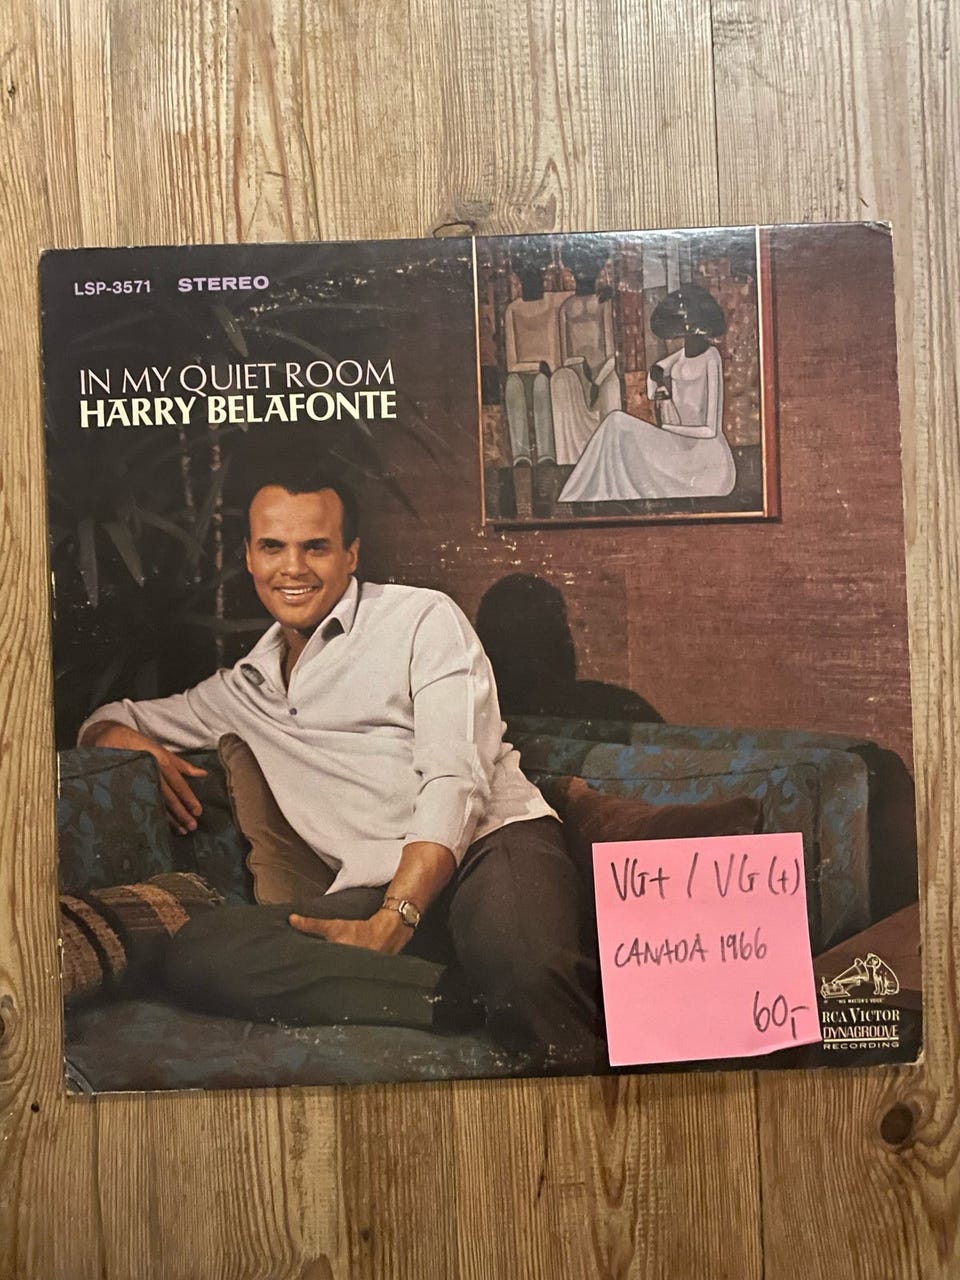 LSP-3571 STEREO
IN MY QUIET ROOM
HARRY BELAFONTE
VG+ / VG (+)
CANADA 1966
60,-
"HIS MASTER'S VOICE"
RCA VICTOR
DYNAGROOVE
RECORDING